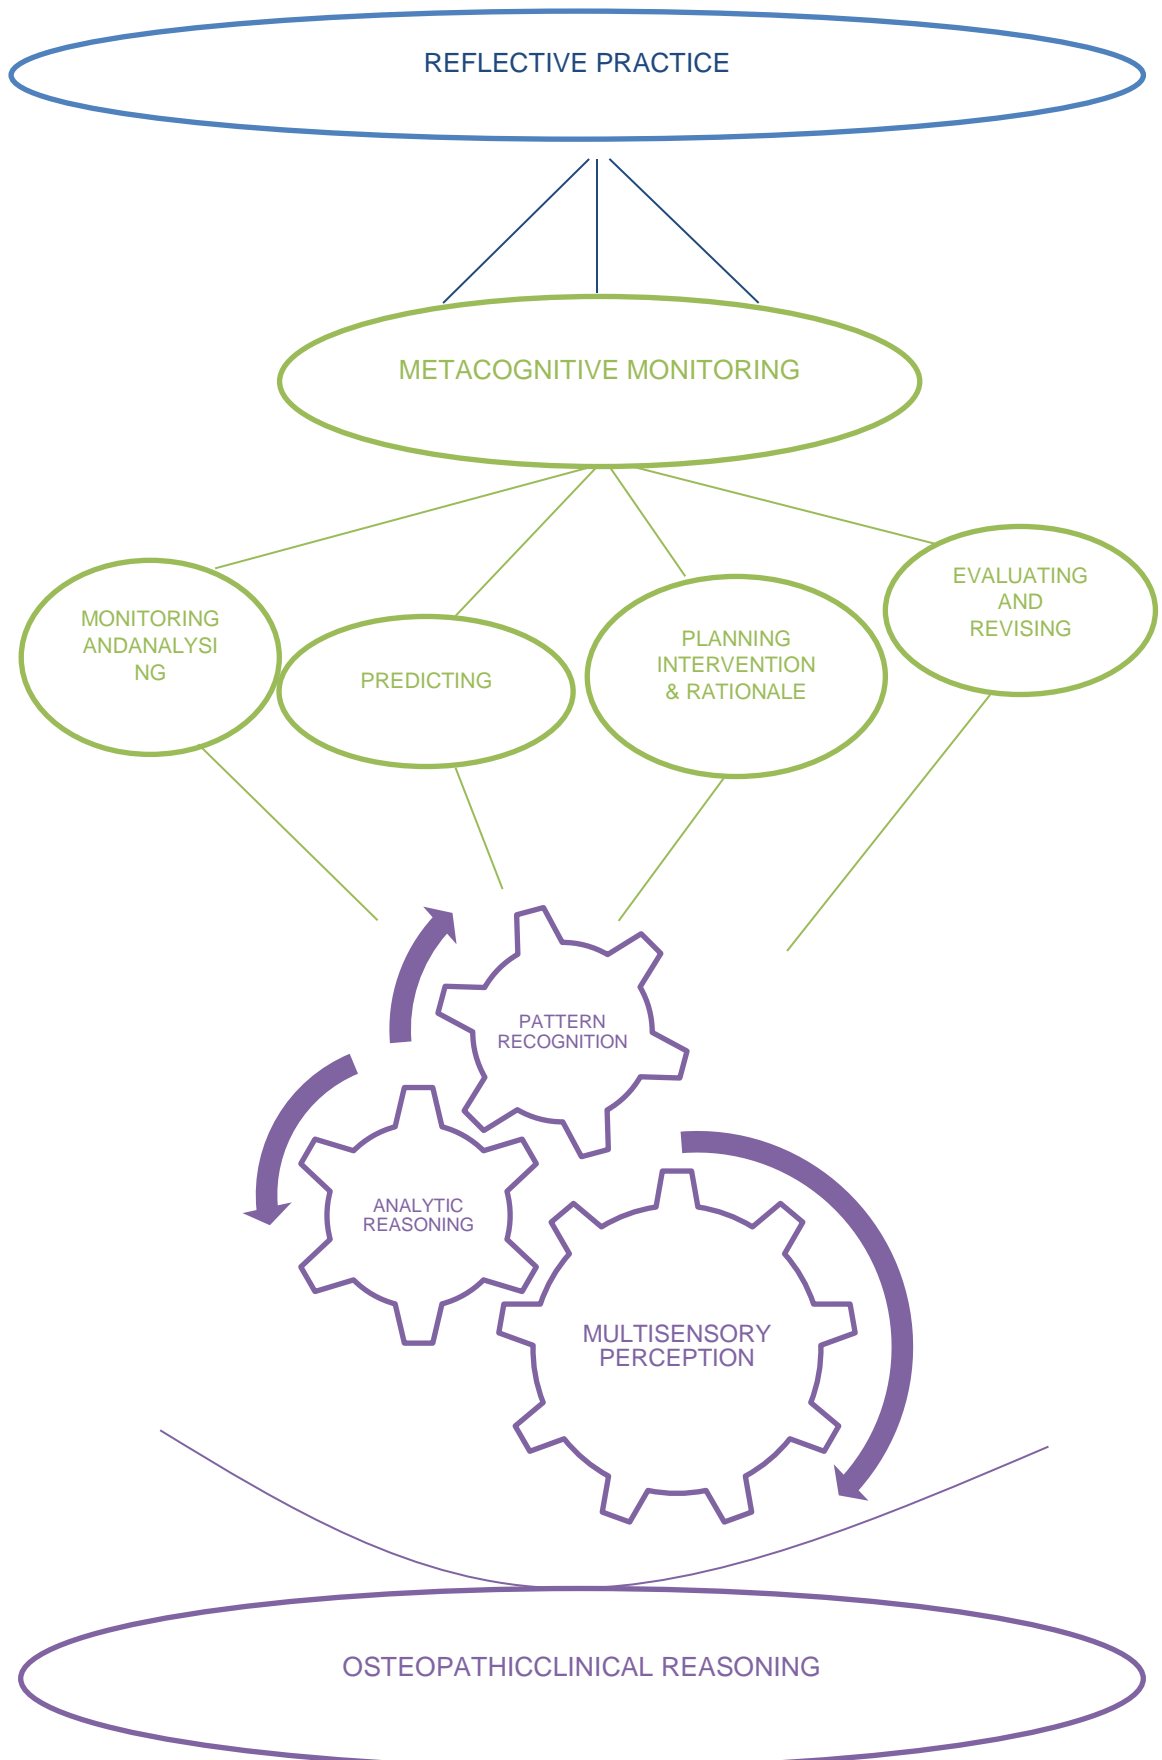 REFLECTIVE PRACTICE
METACOGNITIVE MONITORING
MONITORING
ANDANALYSI
NG
PREDICTING
PLANNING
INTERVENTION
& RATIONALE
EVALUATING
AND
REVISING
PATTERN
RECOGNITION
ANALYTIC
REASONING
MULTISENSORY
PERCEPTION
OSTEOPATHICCLINICAL REASONING